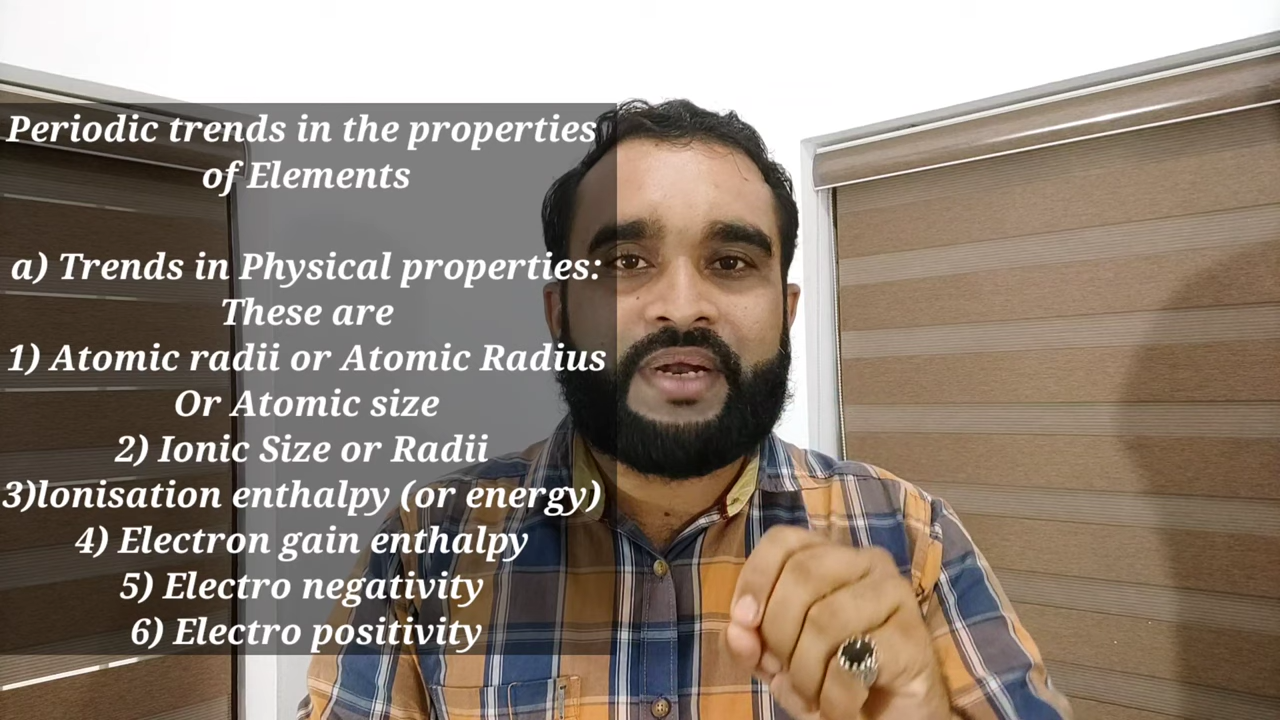 Periodic trends in the properties
of Elements
a) Trends in Physical properties:
These are
1) Atomic radii or Atomic Radius
Or Atomic size
2) Ionic Size or Radii
3)lonisation enthalpy (or energy)
4) Electron gain enthalpy
5) Electro negativity
6) Electro positivity